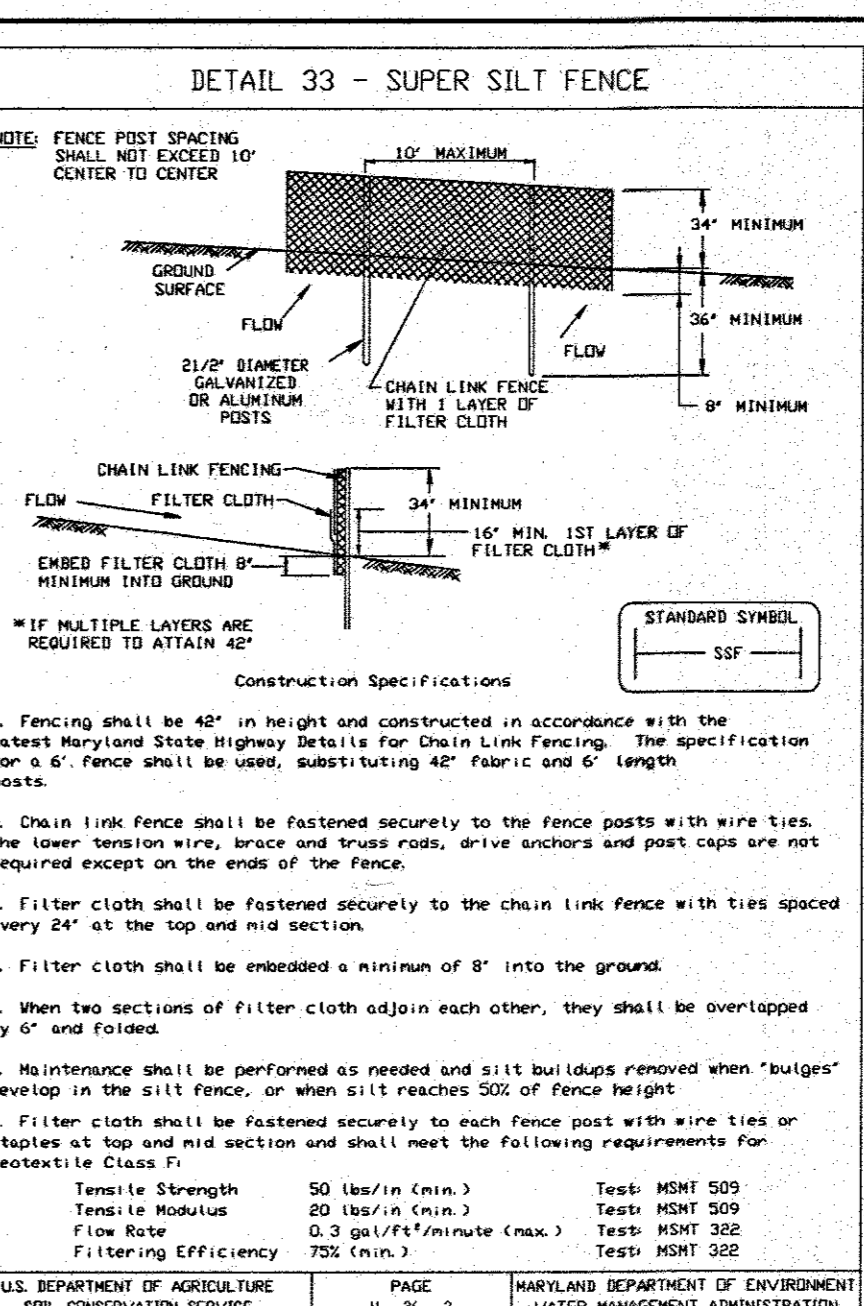 DETAIL 33 - SUPER SILT FENCE
NOTE: FENCE POST SPACING
SHALL NOT EXCEED 10'
CENTER TO CENTER
10' MAXIMUM
34" MINIMUM
GROUND
SURFACE
FLOW
36" MINIMUM
FLOW
21/2" DIAMETER
GALVANIZED
OR ALUMINUM
POSTS
CHAIN LINK FENCE
WITH 1 LAYER OF
FILTER CLOTH
8" MINIMUM
CHAIN LINK FENCING
FLOW
FILTER CLOTH
34" MINIMUM
16" MIN. 1ST LAYER OF
FILTER CLOTH*
EMBED FILTER CLOTH 8"
MINIMUM INTO GROUND
*IF MULTIPLE LAYERS ARE
REQUIRED TO ATTAIN 42"
STANDARD SYMBOL
SSF
Construction Specifications
. Fencing shall be 42" in height and constructed in accordance with the
atest Maryland State Highway Details for Chain Link Fencing. The specification
or a 6'. fence shall be used, substituting 42" fabric and 6' length
osts.
. Chain link fence shall be fastened securely to the fence posts with wire ties.
he lower tension wire, brace and truss rods, drive anchors and post caps are not
equired except on the ends of the fence.
. Filter cloth shall be fastened securely to the chain link fence with ties spaced
very 24" at the top and mid section.
. Filter cloth shall be embedded a minimum of 8" into the ground.
. When two sections of filter cloth adjoin each other, they shall be overlapped
y 6" and folded.
. Maintenance shall be performed as needed and silt buildups removed when "bulges"
evelop in the silt fence, or when silt reaches 50% of fence height
. Filter cloth shall be fastened securely to each fence post with wire ties or
taples at top and mid section and shall meet the following requirements for
eotextile Class F:
Tensile Strength 50 lbs/in (min.) Test: MSMT 509
Tensile Modulus 20 lbs/in (min.) Test: MSMT 509
Flow Rate 0.3 gal/ft²/minute (max.) Test: MSMT 322
Filtering Efficiency 75% (min.) Test: MSMT 322
U.S. DEPARTMENT OF AGRICULTURE PAGE MARYLAND DEPARTMENT OF ENVIRONMENT
SOIL CONSERVATION SERVICE WATER MANAGEMENT ADMINISTRATION